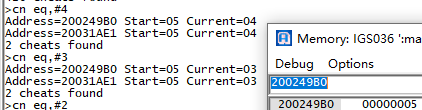 >cn eq,#4
Address=200249B0 Start=05 Current=04
Address=20031AE1 Start=05 Current=04
2 cheats found
>cn eq,#3
Address=200249B0 Start=05 Current=03
Address=20031AE1 Start=05 Current=03
2 cheats found
>cn eq,#2
Memory: IGS036 ':ma
Debug Options
200249B0
200249B0 00000005